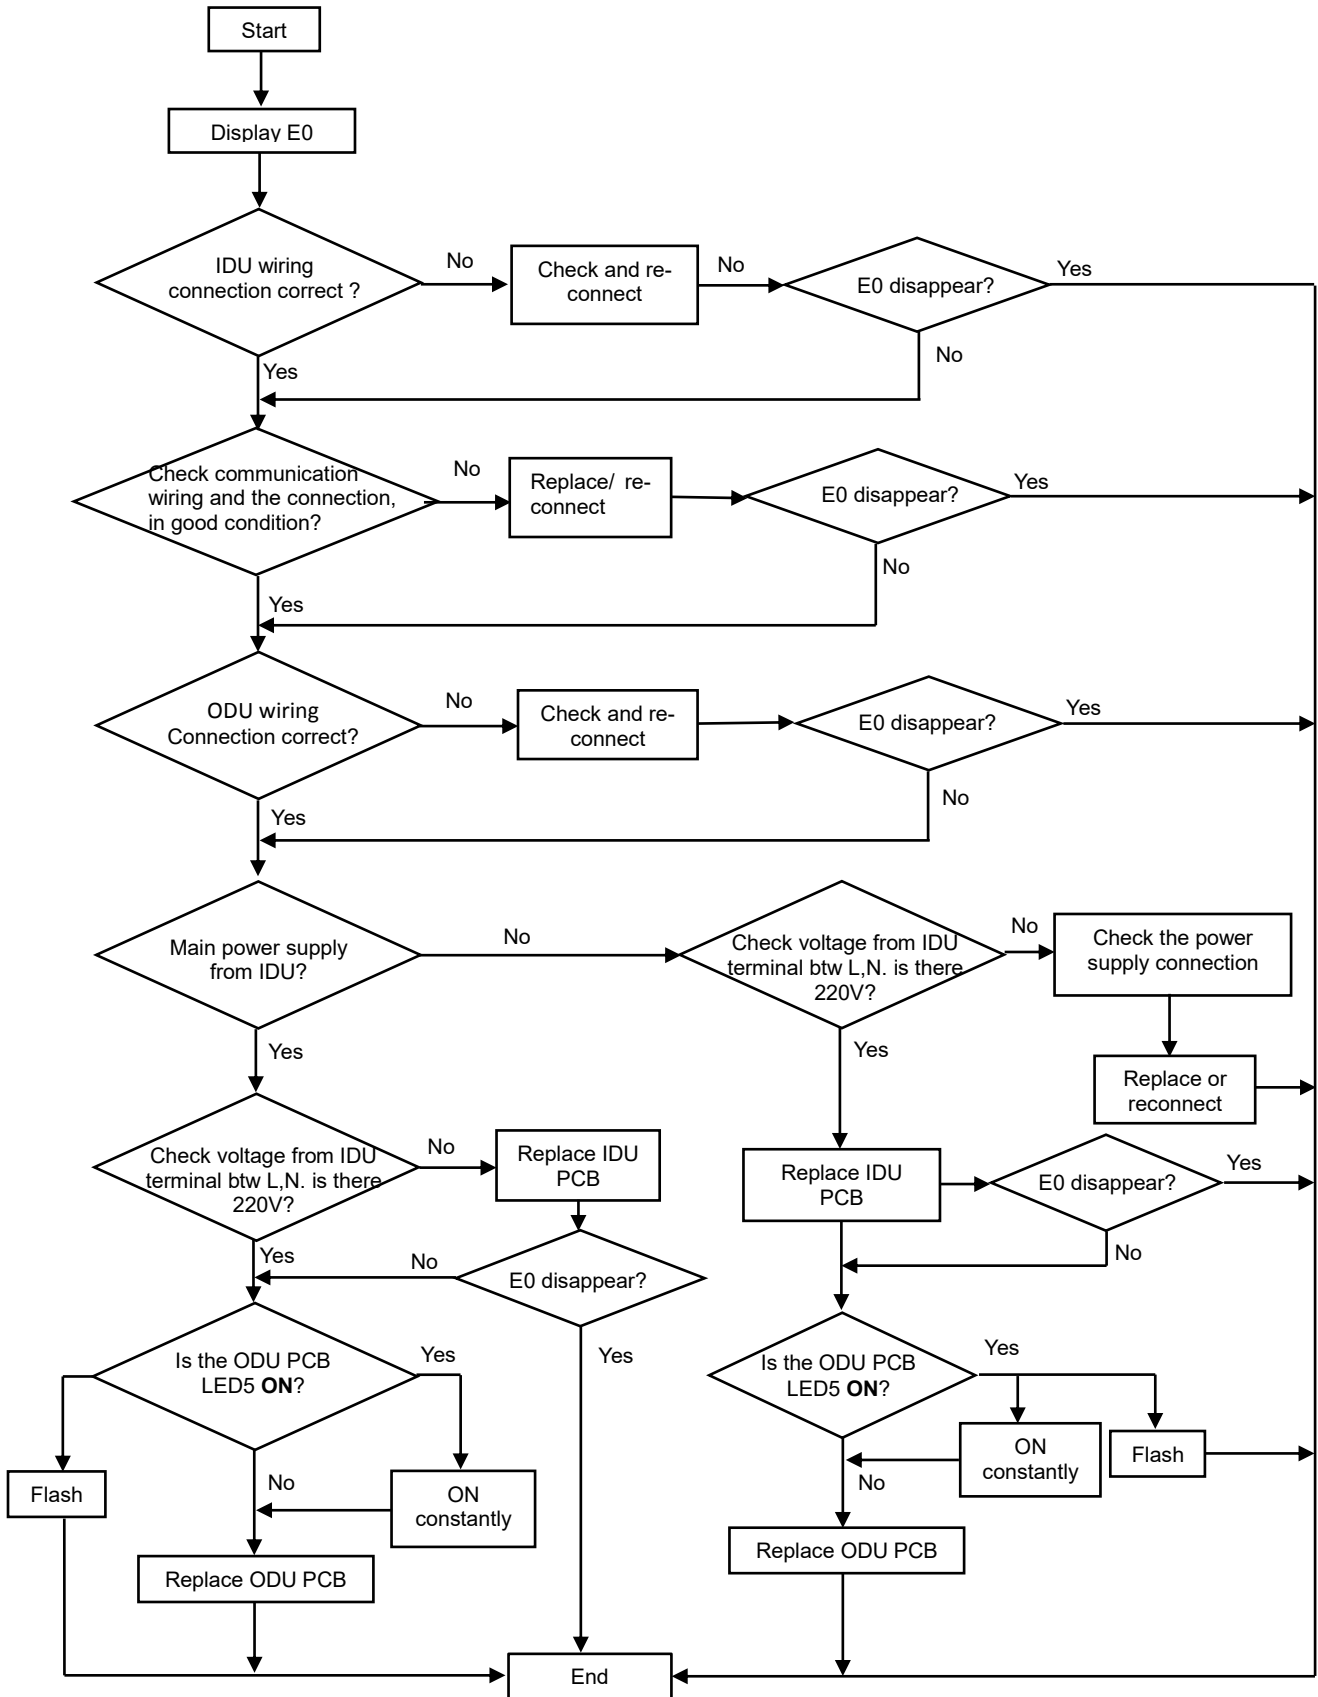 Start
Display E0
IDU wiring
connection correct ?
No
Check and re-
connect
No
E0 disappear?
Yes
No
Yes
Check communication
wiring and the connection,
in good condition?
No
Replace/ re-
connect
E0 disappear?
Yes
No
Yes
ODU wiring
Connection correct?
No
Check and re-
connect
E0 disappear?
Yes
No
Yes
Main power supply
from IDU?
No
Check voltage from IDU
terminal btw L,N. is there
220V?
No
Check the power
supply connection
Yes
Yes
Replace or
reconnect
Check voltage from IDU
terminal btw L,N. is there
220V?
No
Replace IDU
PCB
Replace IDU
PCB
E0 disappear?
Yes
No
Yes
No
E0 disappear?
Yes
Is the ODU PCB
LED5 ON?
Yes
Is the ODU PCB
LED5 ON?
Yes
Flash
No
ON
constantly
No
ON
constantly
Flash
Replace ODU PCB
Replace ODU PCB
End